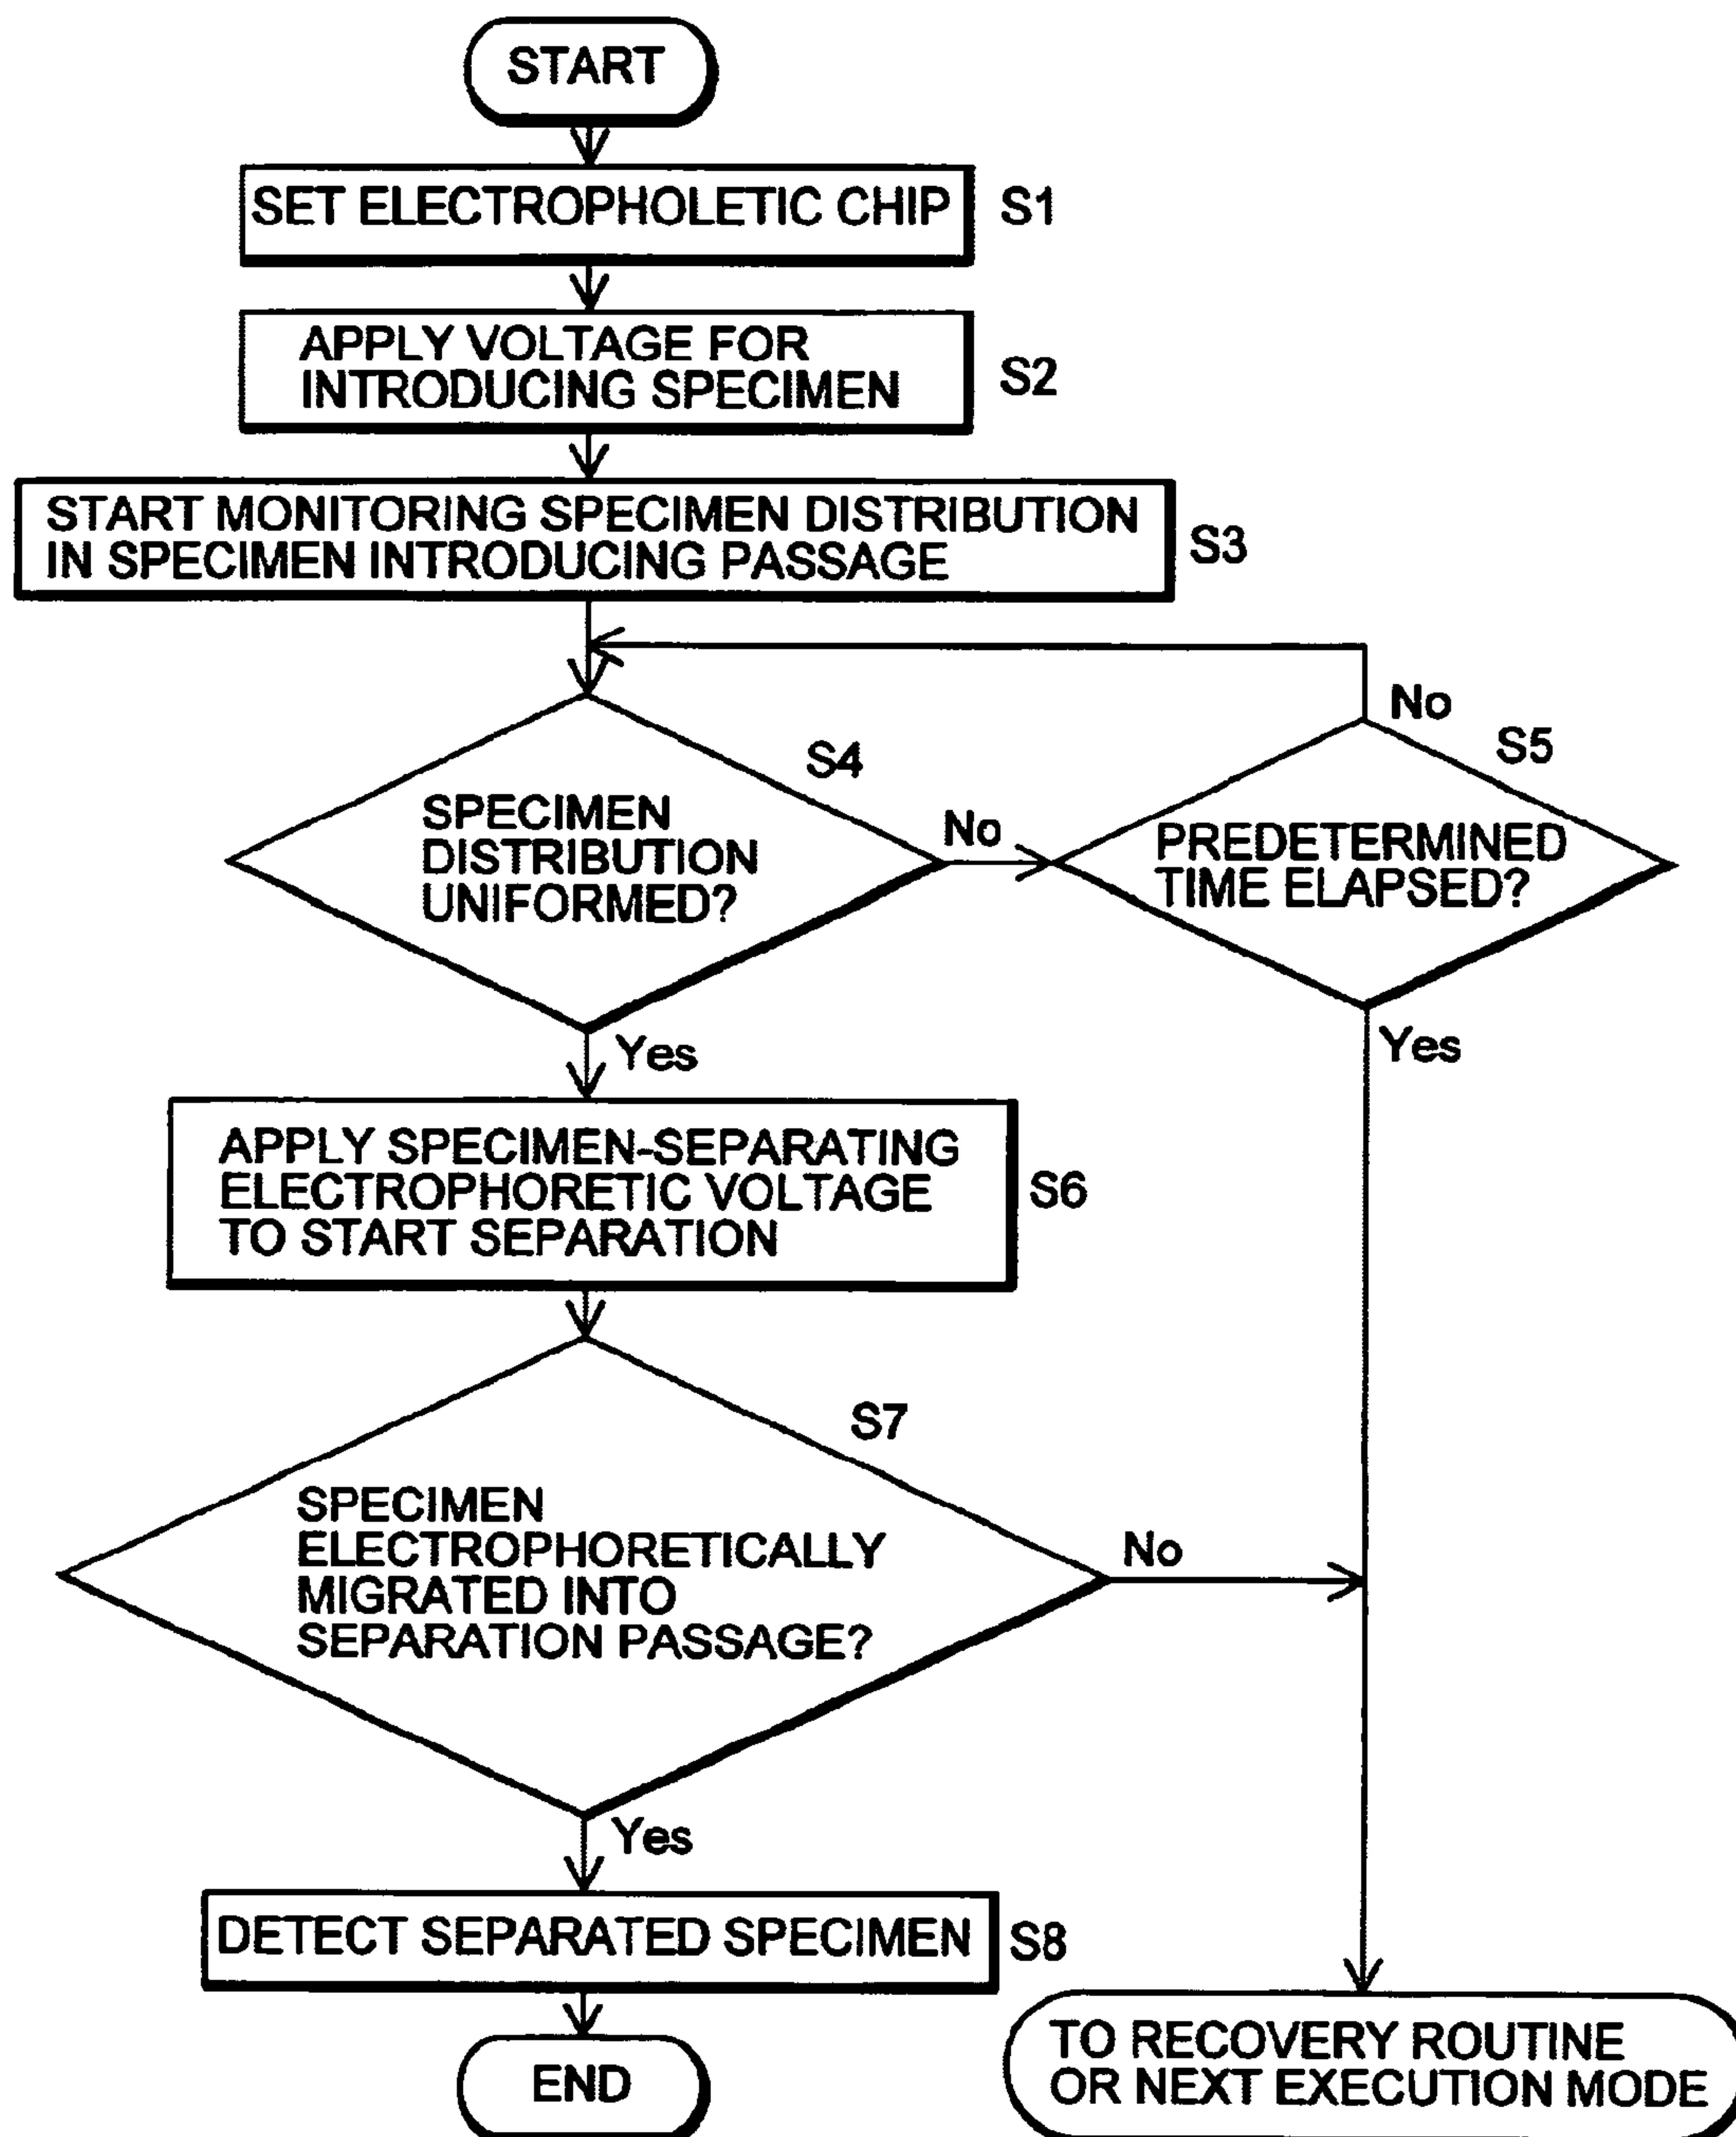 START
SET ELECTROPHOLETIC CHIP
S1
APPLY VOLTAGE FOR
INTRODUCING SPECIMEN
S2
START MONITORING SPECIMEN DISTRIBUTION
IN SPECIMEN INTRODUCING PASSAGE
S3
S4
SPECIMEN
DISTRIBUTION
UNIFORMED?
No
No
S5
PREDETERMINED
TIME ELAPSED?
Yes
Yes
APPLY SPECIMEN-SEPARATING
ELECTROPHORETIC VOLTAGE
TO START SEPARATION
S6
S7
SPECIMEN
ELECTROPHORETICALLY
MIGRATED INTO
SEPARATION PASSAGE?
No
Yes
DETECT SEPARATED SPECIMEN
S8
END
TO RECOVERY ROUTINE
OR NEXT EXECUTION MODE